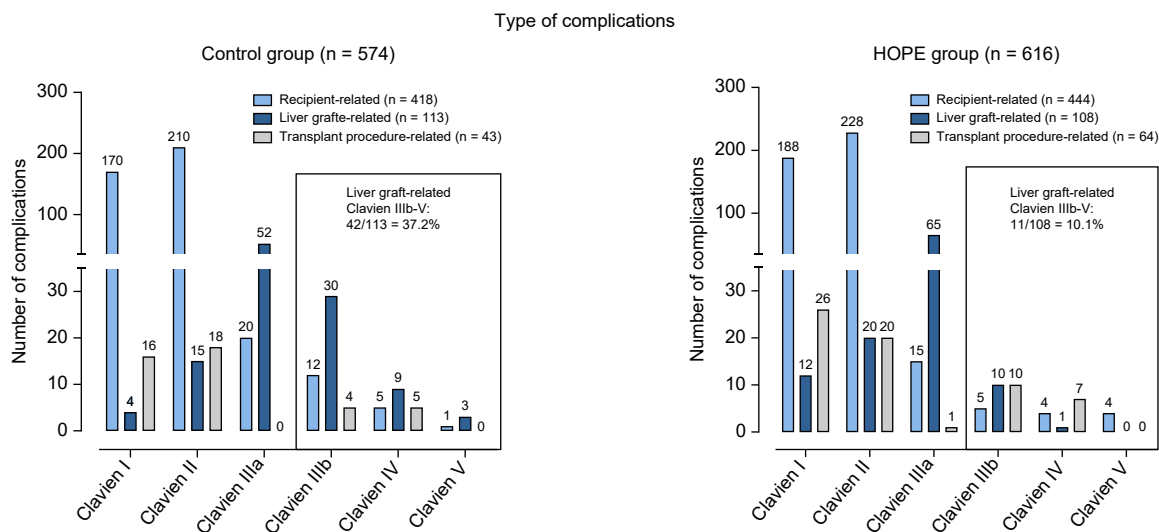 Type of complications
Control group (n = 574)
Number of complications
300
200
100
30
20
10
0
Recipient-related (n = 418)
Liver grafte-related (n = 113)
Transplant procedure-related (n = 43)
Liver graft-related
Clavien IIIb-V:
42/113 = 37.2%
170
4
16
210
15
18
20
52
0
12
30
4
5
9
5
1
3
0
Clavien I
Clavien II
Clavien IIIa
Clavien IIIb
Clavien IV
Clavien V
HOPE group (n = 616)
Number of complications
300
200
100
30
20
10
0
Recipient-related (n = 444)
Liver graft-related (n = 108)
Transplant procedure-related (n = 64)
Liver graft-related
Clavien IIIb-V:
11/108 = 10.1%
188
12
26
228
20
20
15
65
1
5
10
10
4
1
7
4
0
0
Clavien I
Clavien II
Clavien IIIa
Clavien IIIb
Clavien IV
Clavien V